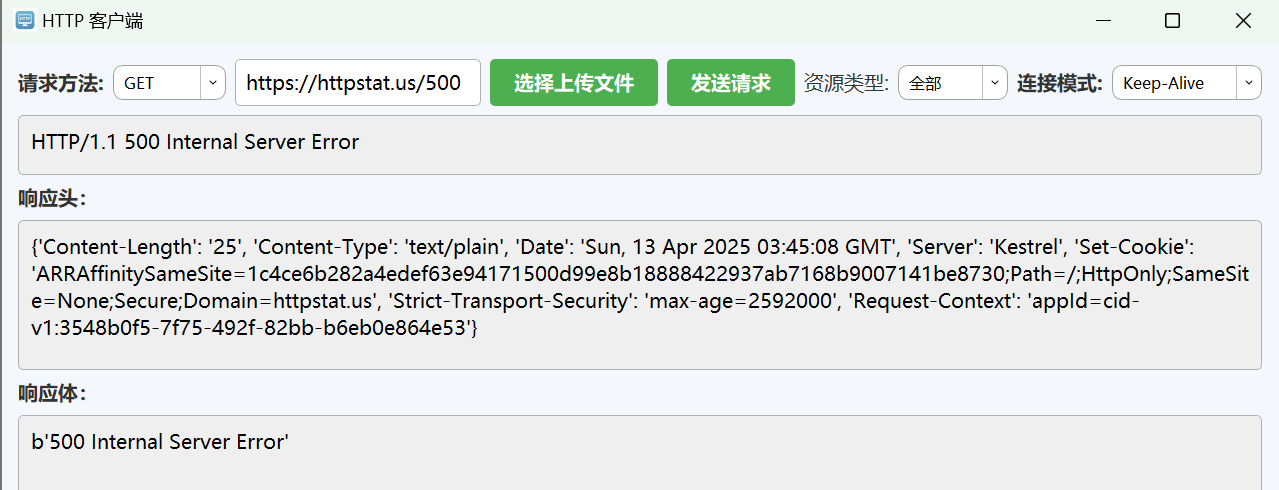 HTTP 客户端
请求方法: GET https://httpstat.us/500 选择上传文件 发送请求 资源类型: 全部 连接模式: Keep-Alive
HTTP/1.1 500 Internal Server Error
响应头：
{'Content-Length': '25', 'Content-Type': 'text/plain', 'Date': 'Sun, 13 Apr 2025 03:45:08 GMT', 'Server': 'Kestrel', 'Set-Cookie':
'ARRAffinitySameSite=1c4ce6b282a4edef63e94171500d99e8b18888422937ab7168b9007141be8730;Path=/;HttpOnly;SameSit
e=None;Secure;Domain=httpstat.us', 'Strict-Transport-Security': 'max-age=2592000', 'Request-Context': 'appId=cid-
v1:3548b0f5-7f75-492f-82bb-b6eb0e864e53'}
响应体：
b'500 Internal Server Error'